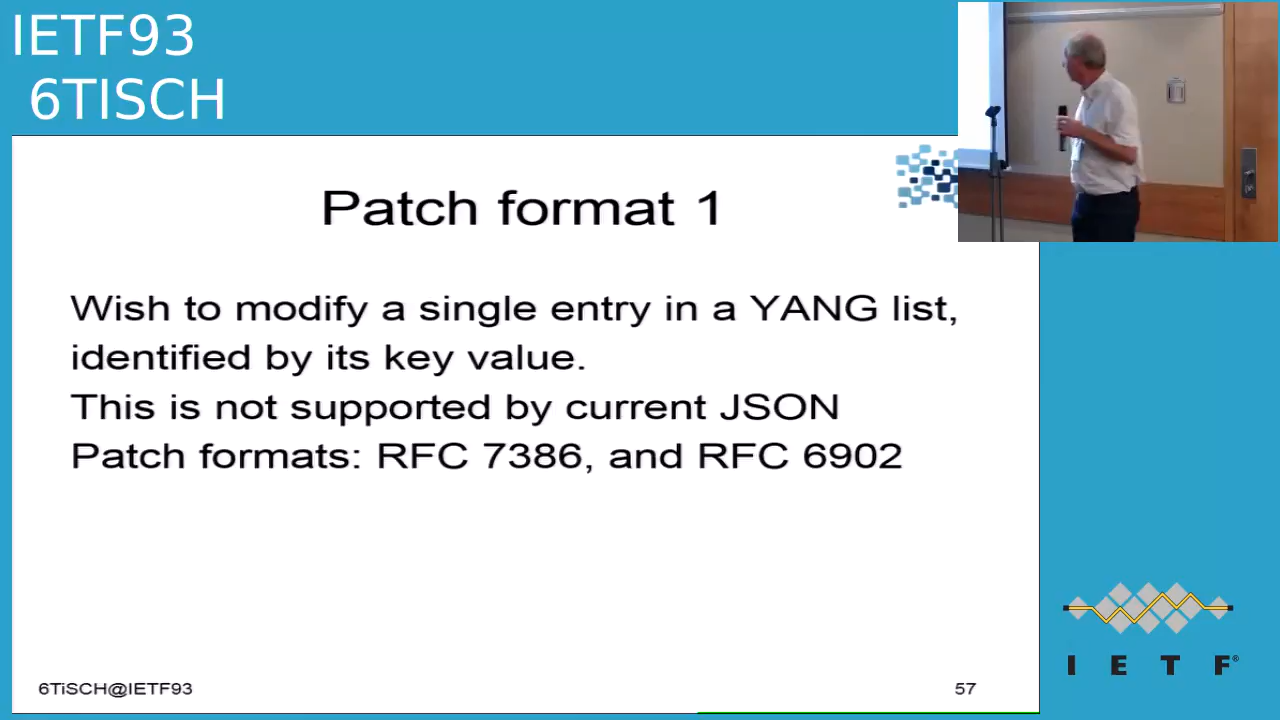 IETF93
6TISCH
Patch format 1
Wish to modify a single entry in a YANG list,
identified by its key value.
This is not supported by current JSON
Patch formats: RFC 7386, and RFC 6902
6TiSCH@IETF93
57
I E T F®